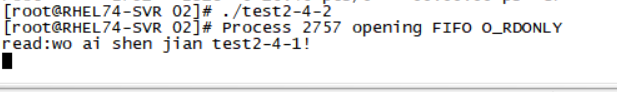 [root@RHEL74-SVR 02]# ./test2-4-2
[root@RHEL74-SVR 02]# Process 2757 opening FIFO O_RDONLY
read:wo ai shen jian test2-4-1!